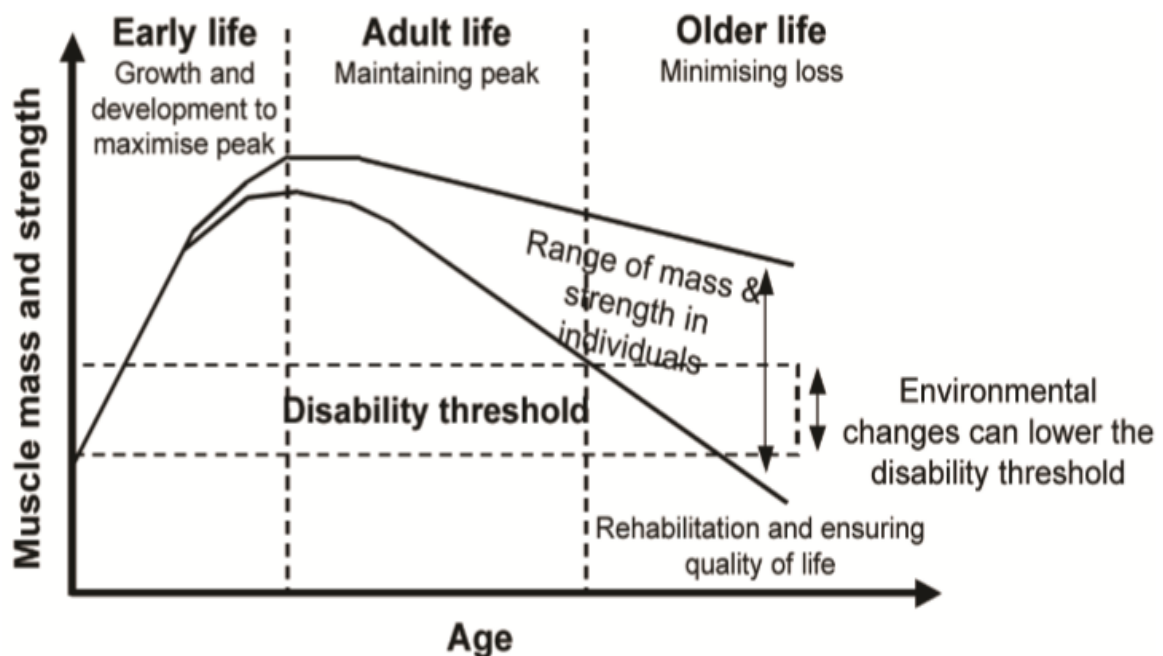 Early life
Growth and
development to
maximise peak
Adult life
Maintaining peak
Older life
Minimising loss
Muscle mass and strength
Range of mass &
strength in
individuals
Disability threshold
Environmental
changes can lower the
disability threshold
Rehabilitation and ensuring
quality of life
Age